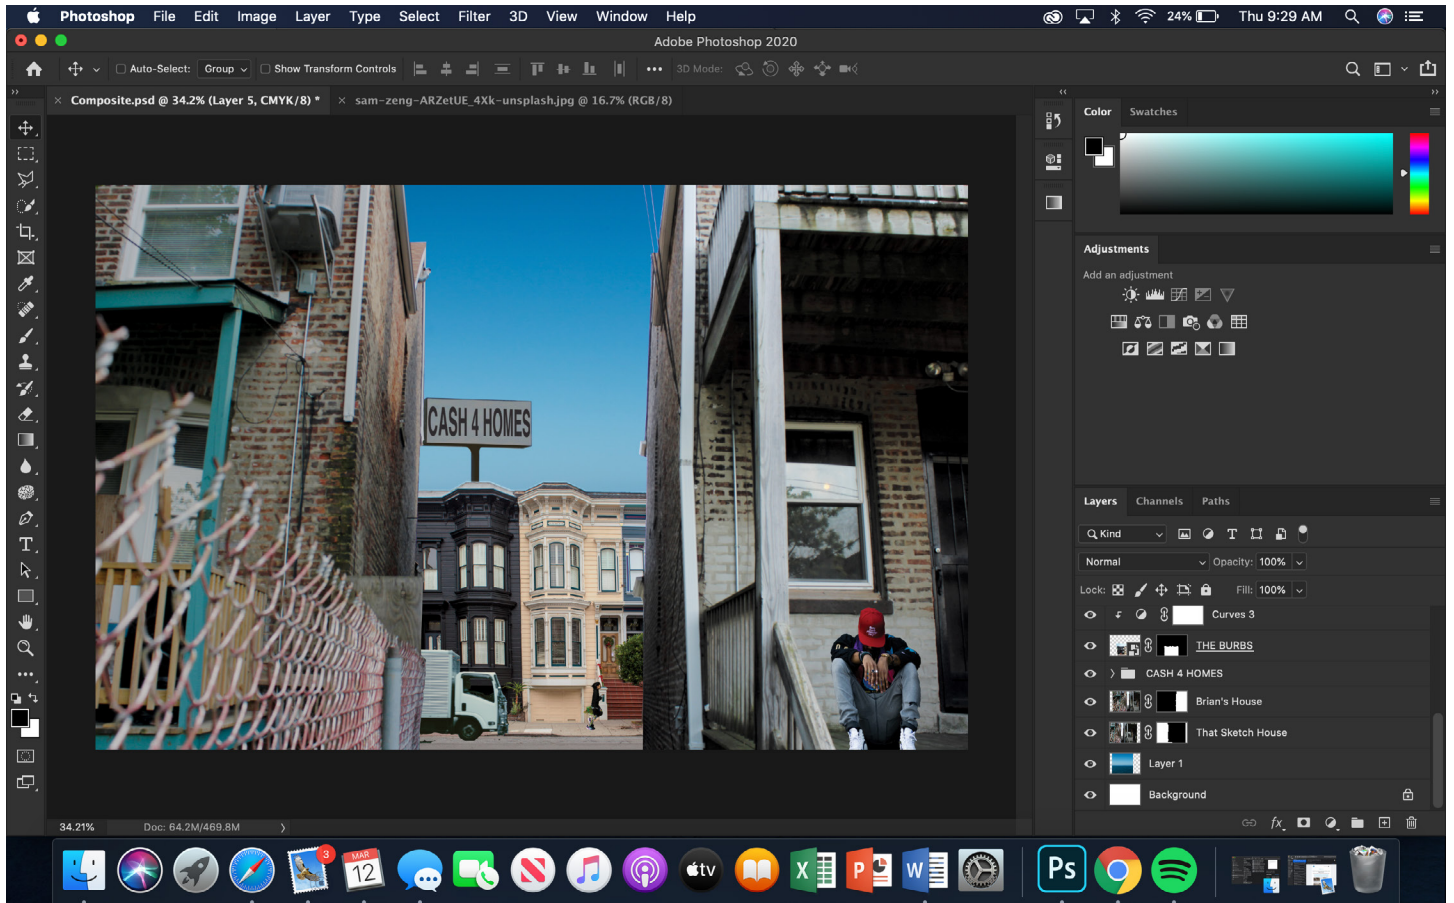 Photoshop File Edit Image Layer Type Select Filter 3D View Window Help 24% Thu 9:29 AM
Adobe Photoshop 2020
Auto-Select: Group Show Transform Controls 3D Mode:
Composite.psd @ 34.2% (Layer 5, CMYK/8) * sam-zeng-ARZetUE_4Xk-unsplash.jpg @ 16.7% (RGB/8)
Color Swatches
Adjustments
Add an adjustment
CASH 4 HOMES
Layers Channels Paths
Kind
Normal Opacity: 100%
Lock: Fill: 100%
Curves 3
THE BURBS
CASH 4 HOMES
Brian's House
That Sketch House
Layer 1
Background
34.21% Doc: 64.2M/469.8M
fx
3
MAR
12
tv
X
P
W
Ps